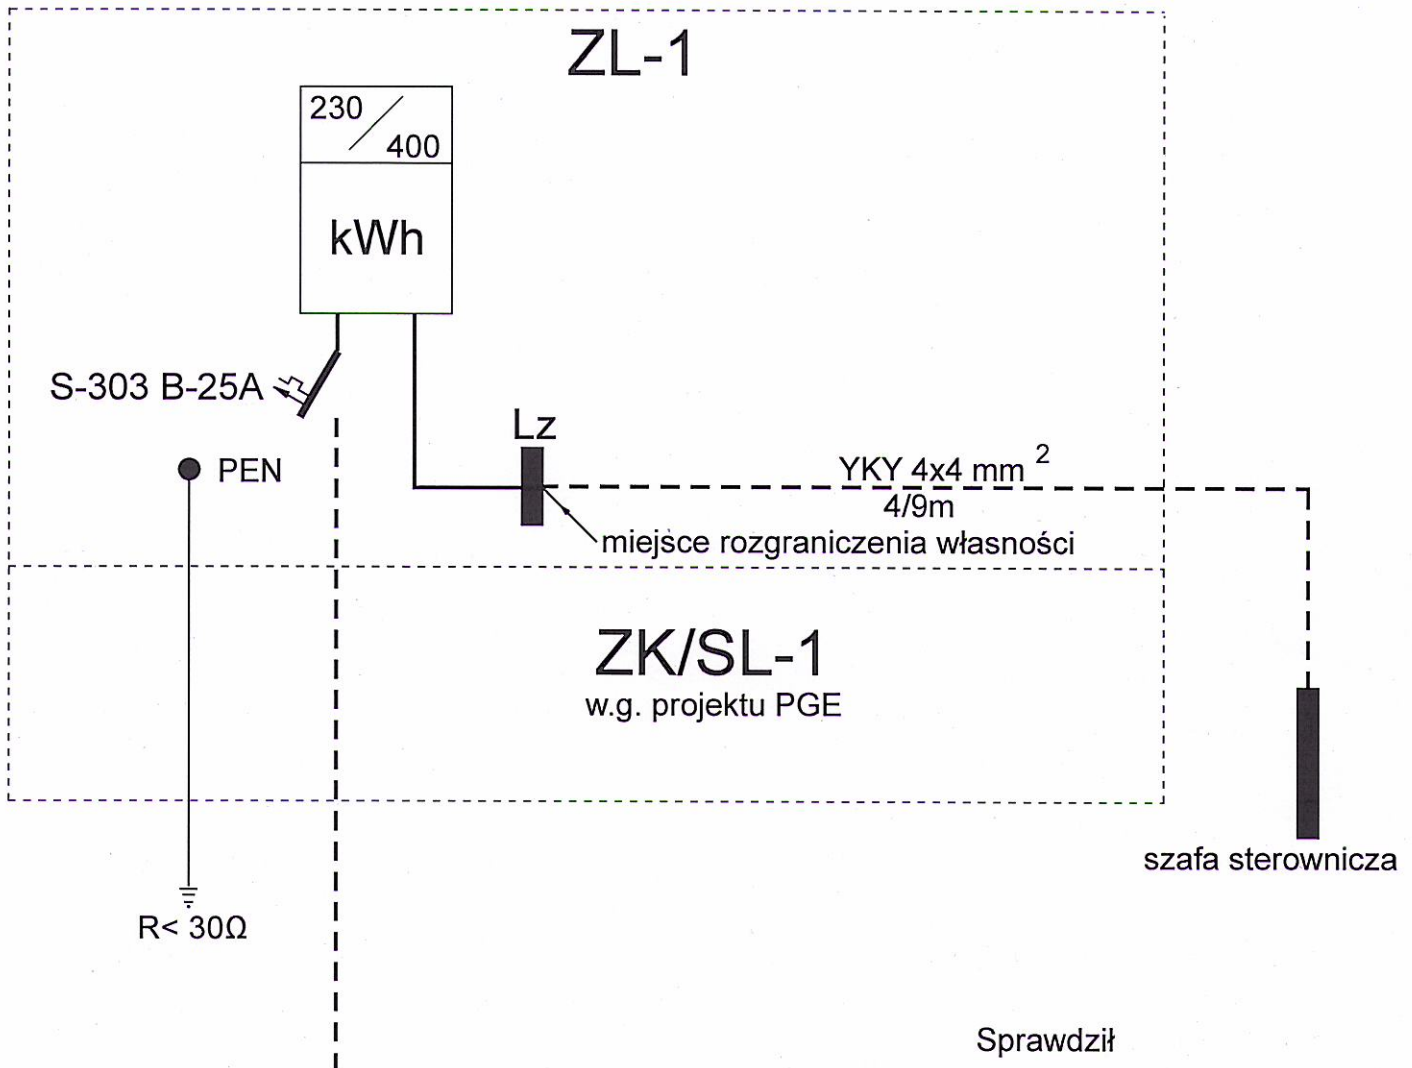 ZL-1
230
400
kWh
S-303 B-25A
Lz
PEN
YKY 4x4 mm 2
4/9m
miejsce rozgraniczenia własności
ZK/SL-1
w.g. projektu PGE
szafa sterownicza
R< 30Ω
Sprawdził